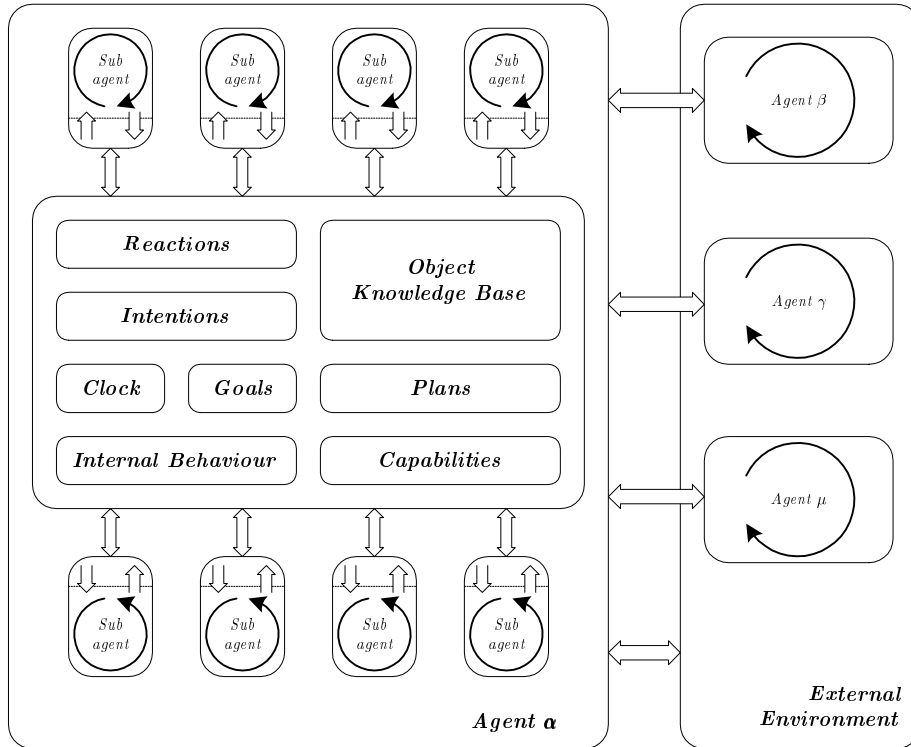 Sub
agent
Sub
agent
Sub
agent
Sub
agent
Reactions
Object
Knowledge Base
Intentions
Clock
Goals
Plans
Internal Behaviour
Capabilities
Sub
agent
Sub
agent
Sub
agent
Sub
agent
Agent α
Agent β
Agent γ
Agent μ
External
Environment